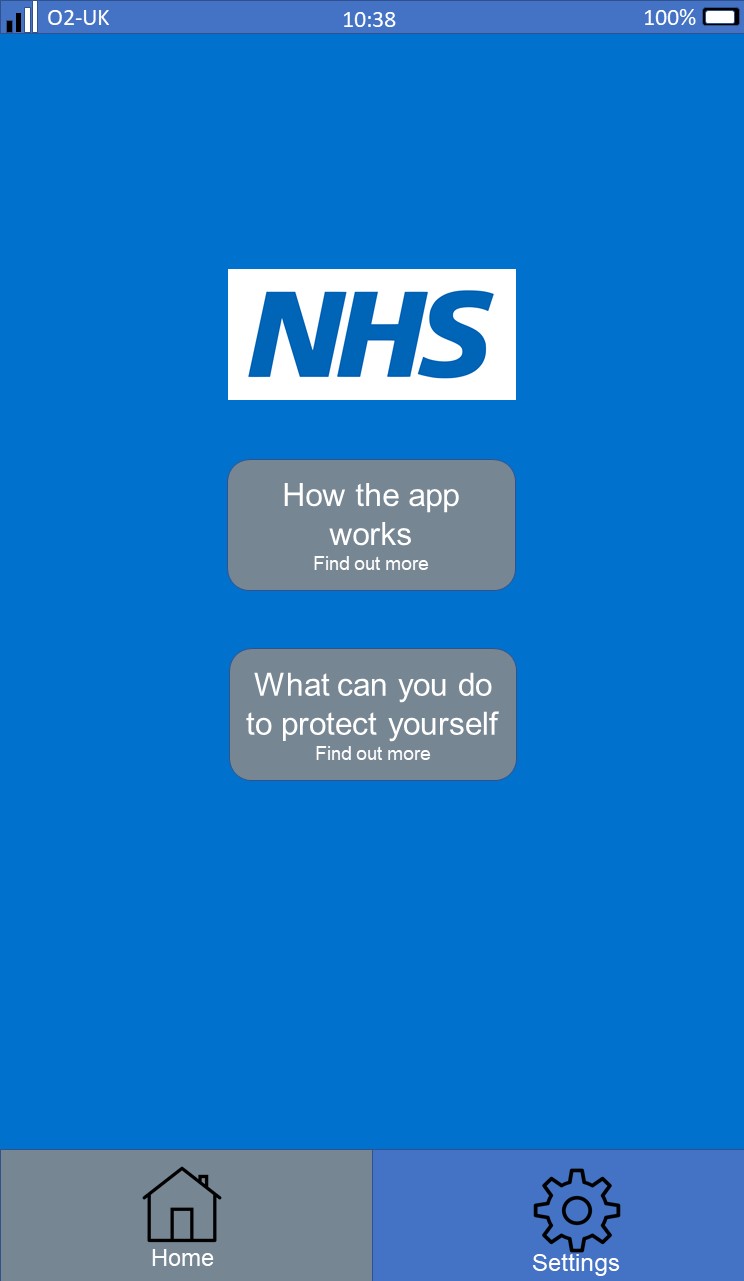 O2-UK 10:38 100%
NHS
How the app
works
Find out more
What can you do
to protect yourself
Find out more
Home
Settings